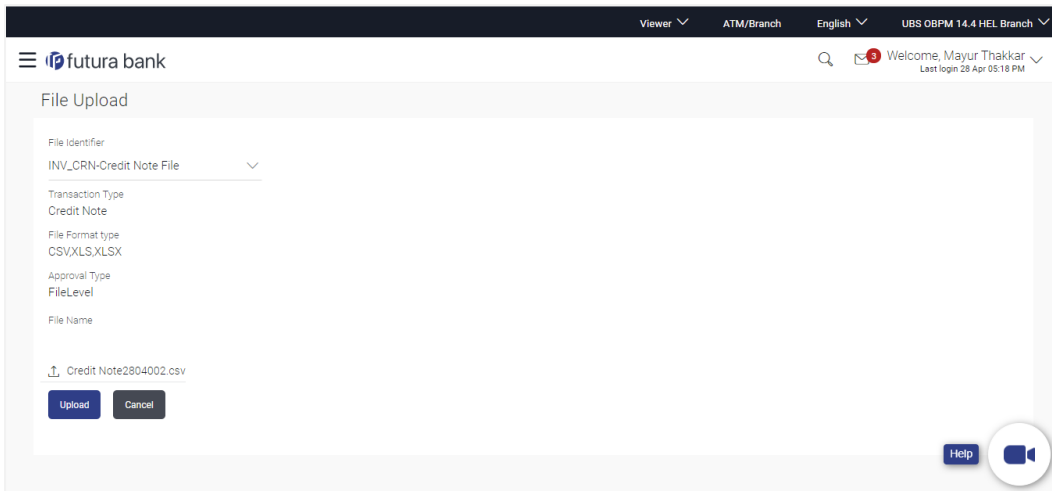 Viewer ATM/Branch English UBS OBPM 14.4 HEL Branch
futura bank
3
Welcome, Mayur Thakkar
Last login 28 Apr 05:18 PM
File Upload
File Identifier
INV_CRN-Credit Note File
Transaction Type
Credit Note
File Format type
CSV,XLS,XLSX
Approval Type
FileLevel
File Name
Credit Note2804002.csv
Upload Cancel
Help